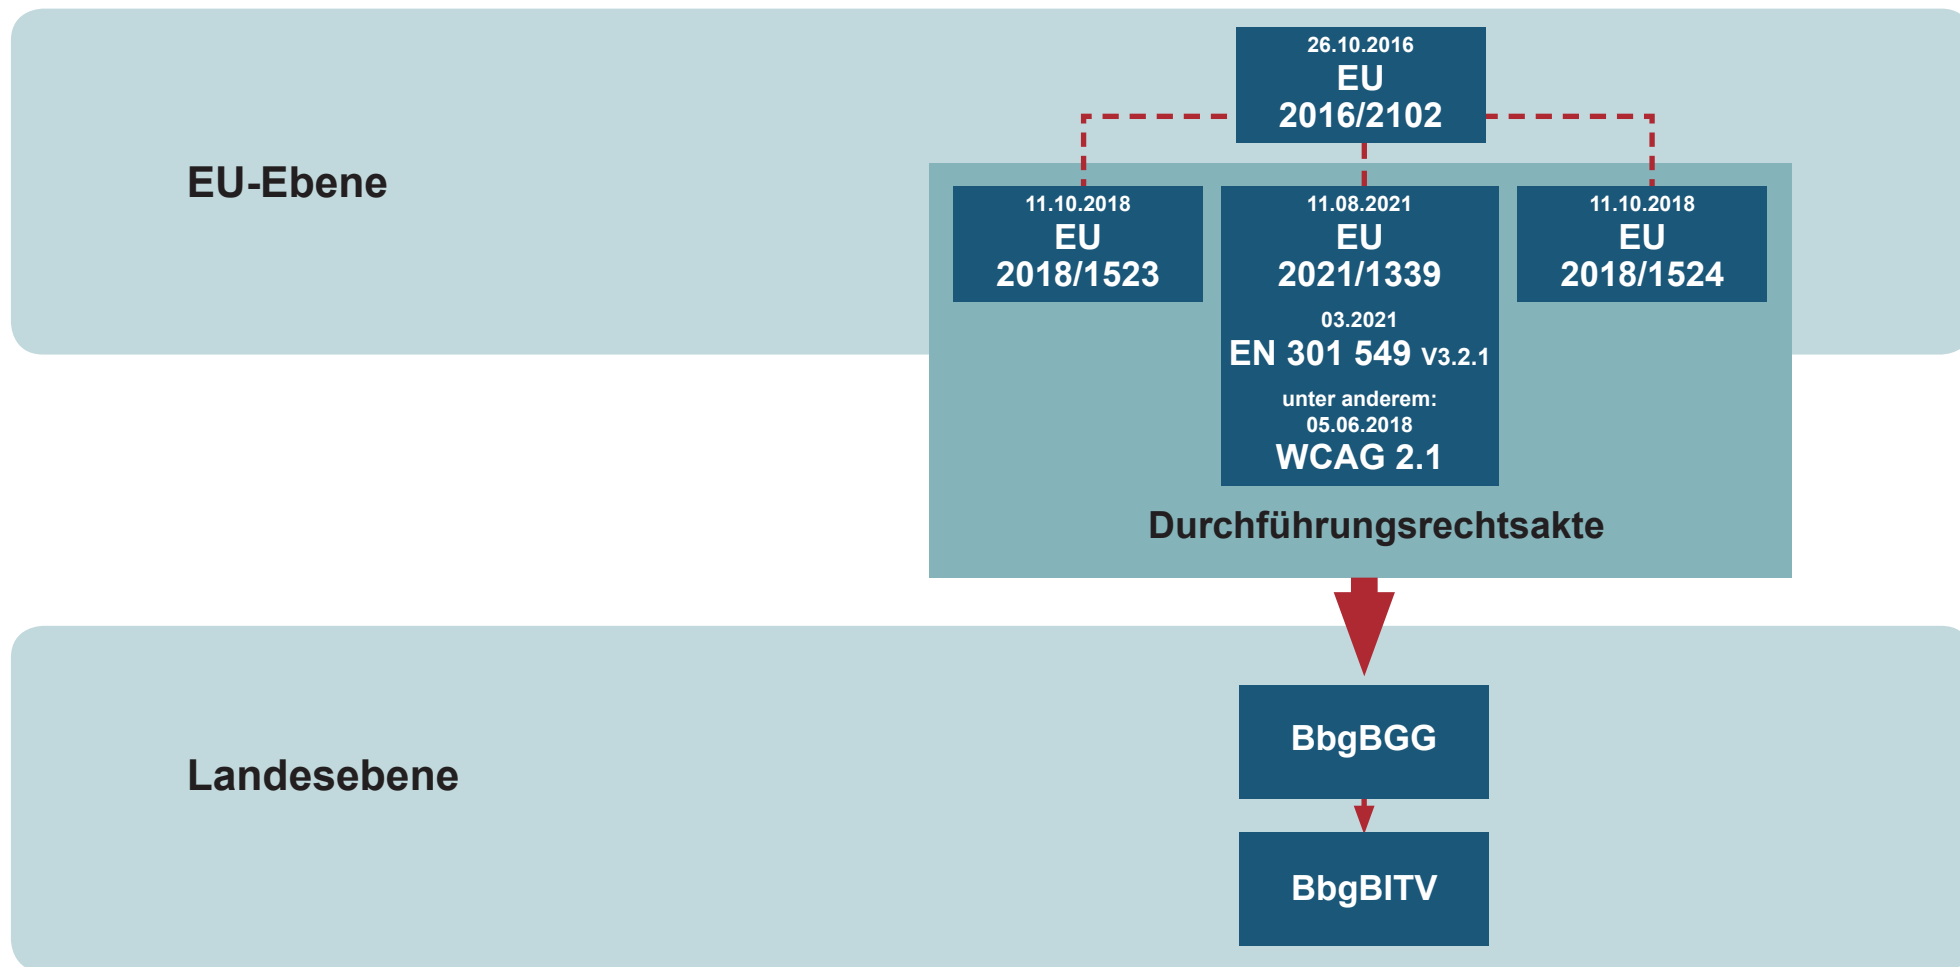 EU-Ebene
26.10.2016
EU
2016/2102
11.10.2018
EU
2018/1523
11.08.2021
EU
2021/1339
03.2021
EN 301 549 V3.2.1
unter anderem:
05.06.2018
WCAG 2.1
11.10.2018
EU
2018/1524
Durchführungsrechtsakte
Landesebene
BbgBGG
BbgBITV